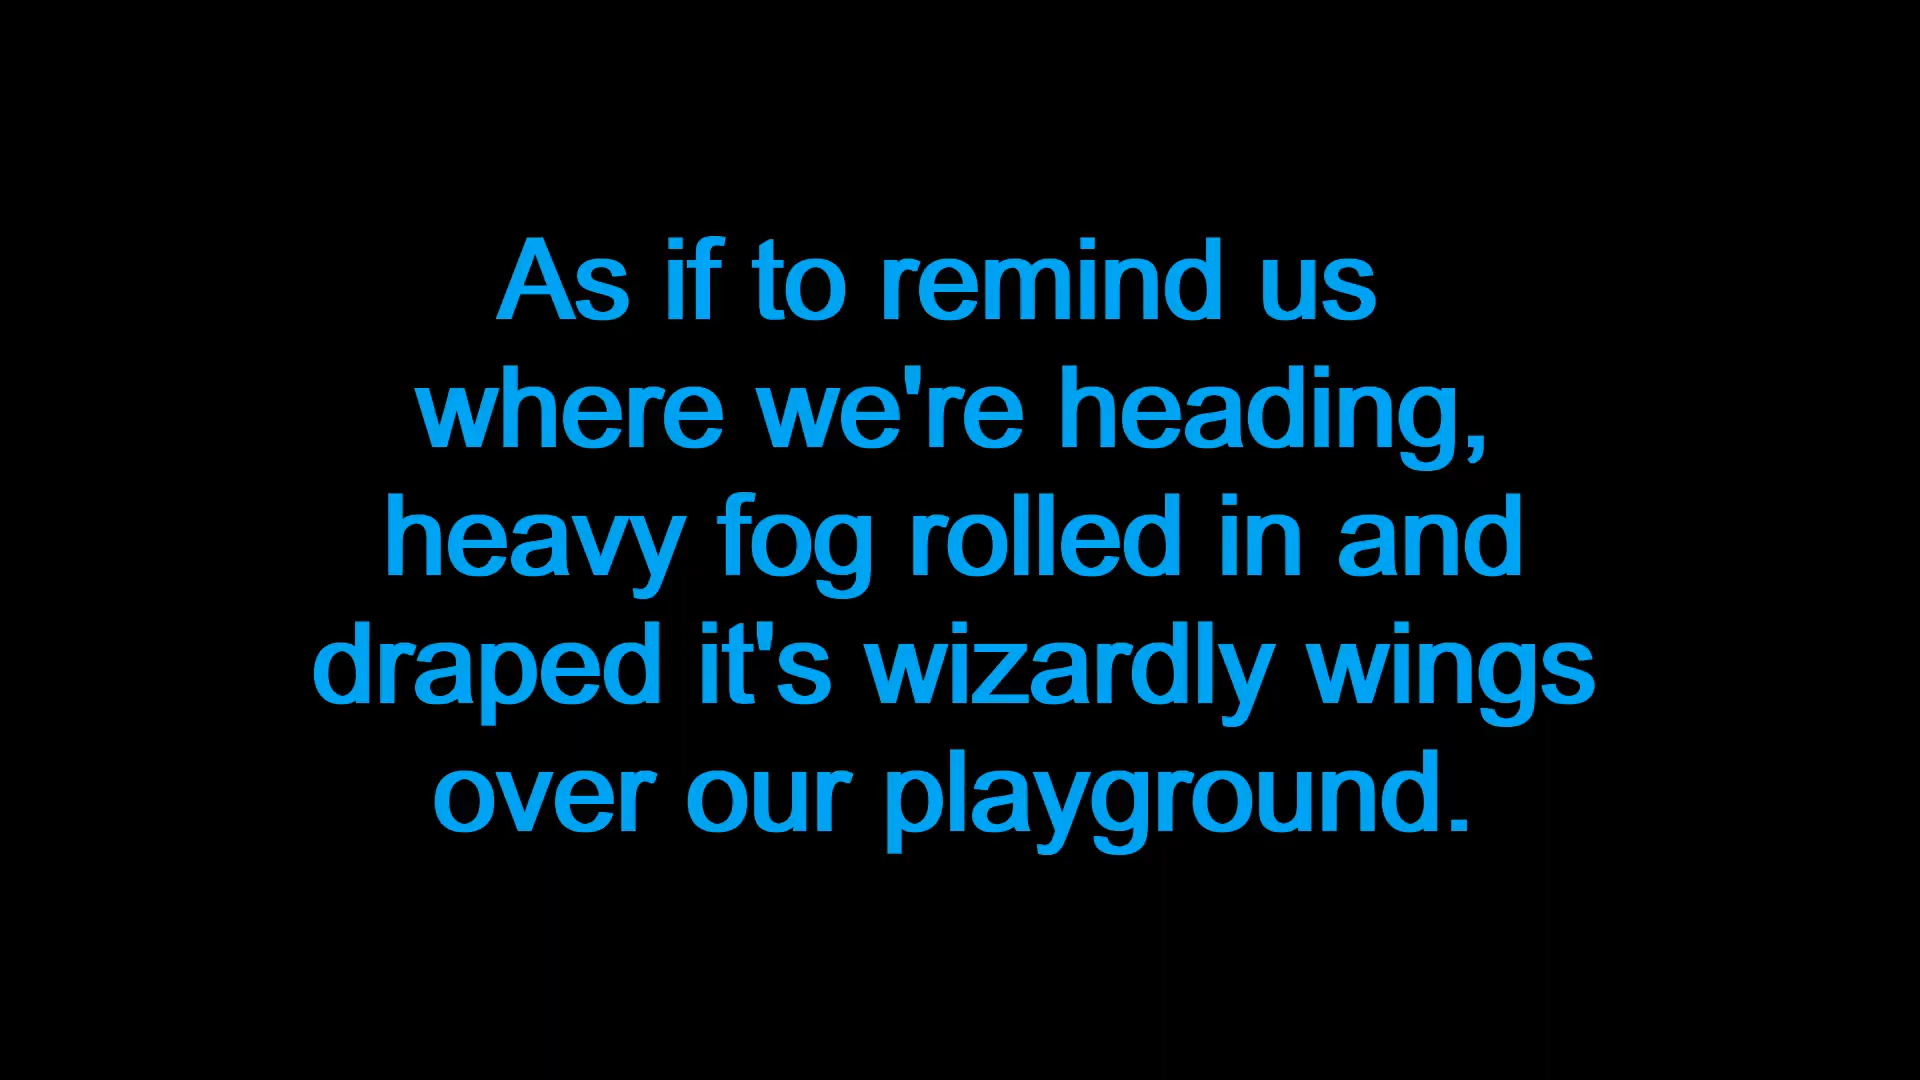 As if to remind us
where we're heading,
heavy fog rolled in and
draped it's wizardly wings
over our playground.